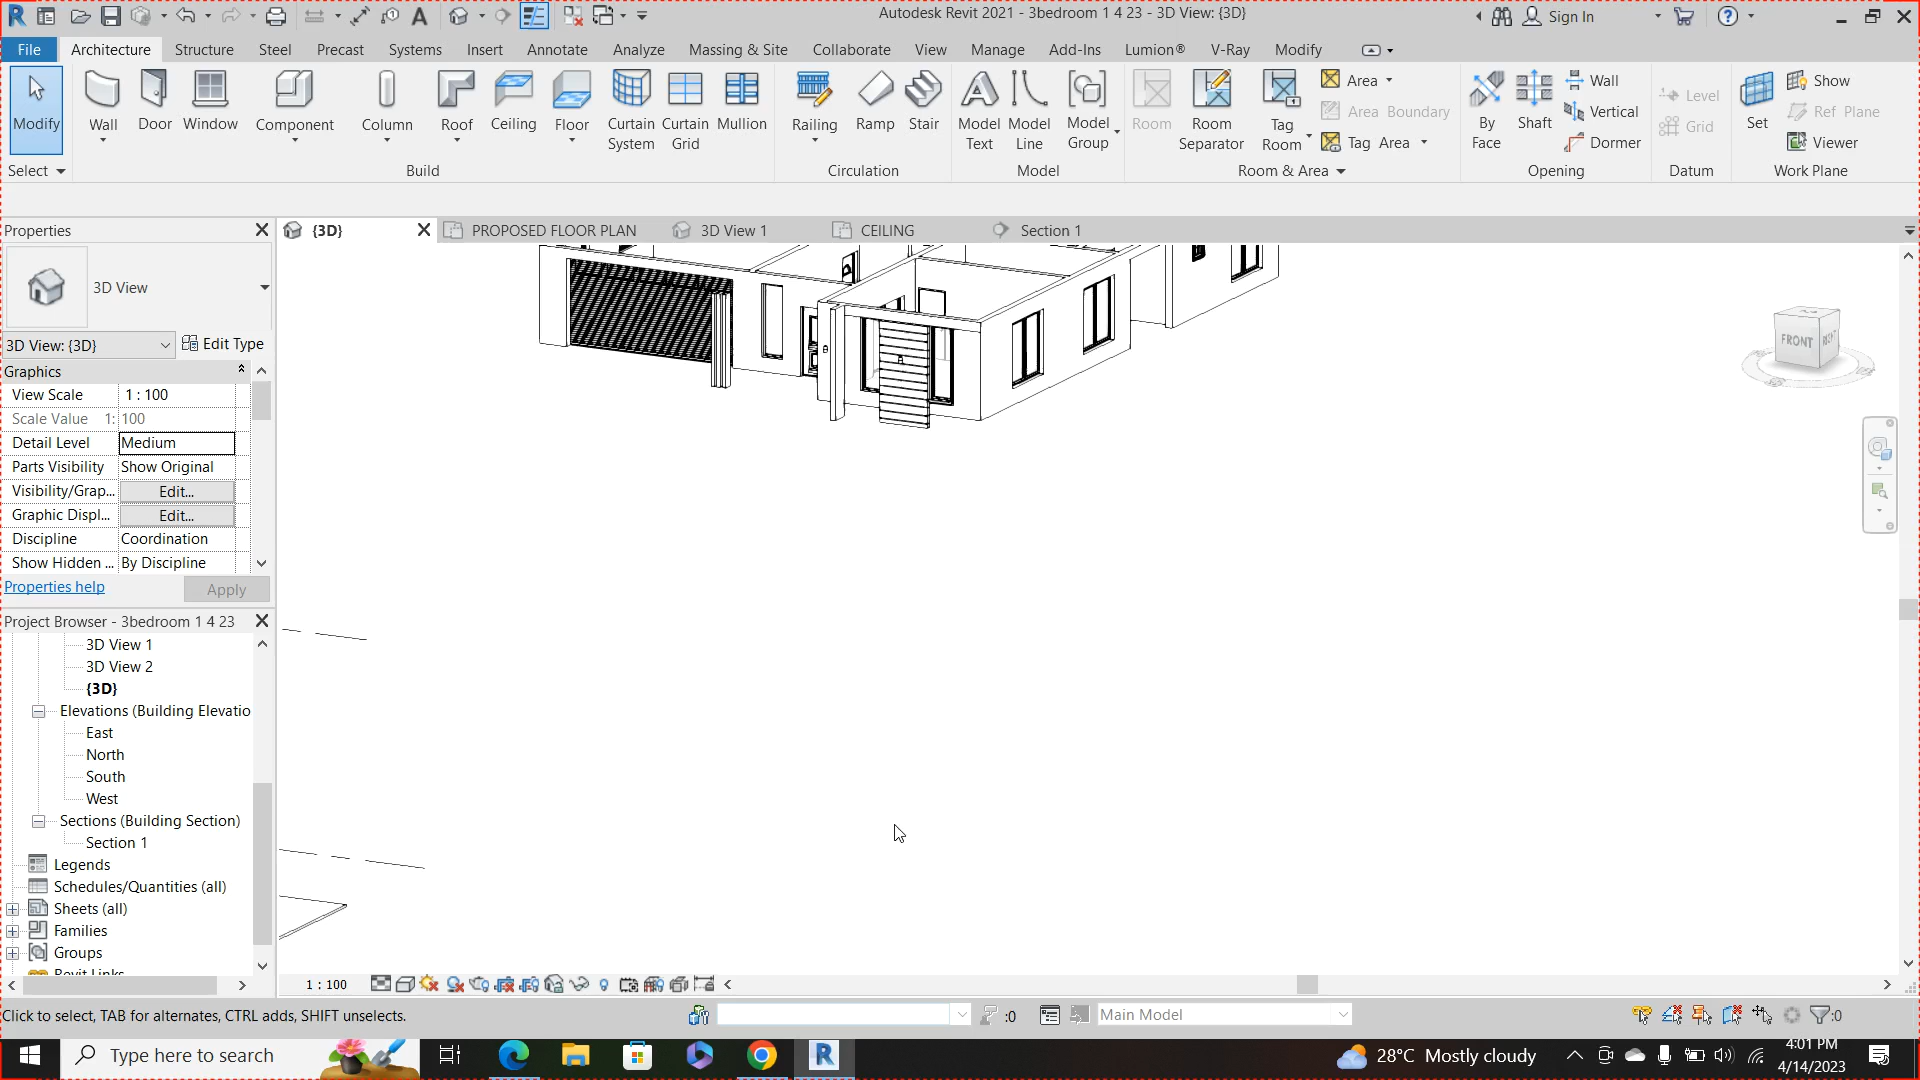 Autodesk Revit 2021 - 3bedroom 1 4 23 - 3D View: {3D}
Sign In
File Architecture Structure Steel Precast Systems Insert Annotate Analyze Massing & Site Collaborate View Manage Add-Ins Lumion® V-Ray Modify
Modify
Wall
Door
Window
Component
Column
Roof
Ceiling
Floor
Curtain System
Curtain Grid
Mullion
Railing
Ramp
Stair
Model Text
Model Line
Model Group
Room
Room Separator
Tag Room
Area
Area Boundary
Tag Area
By Face
Shaft
Wall
Vertical
Dormer
Level
Grid
Set
Show
Ref Plane
Viewer
Select
Build
Circulation
Model
Room & Area
Opening
Datum
Work Plane
Properties
{3D}
PROPOSED FLOOR PLAN
3D View 1
CEILING
Section 1
3D View
3D View: {3D}
Edit Type
Graphics
View Scale 1 : 100
Scale Value 1: 100
Detail Level Medium
Parts Visibility Show Original
Visibility/Grap... Edit...
Graphic Displ... Edit...
Discipline Coordination
Show Hidden ... By Discipline
Properties help
Apply
FRONT
RIGHT
Project Browser - 3bedroom 1 4 23
3D View 1
3D View 2
{3D}
Elevations (Building Elevatio
East
North
South
West
Sections (Building Section)
Section 1
Legends
Schedules/Quantities (all)
Sheets (all)
Families
Groups
Revit Links
1 : 100
Click to select, TAB for alternates, CTRL adds, SHIFT unselects.
:0
Main Model
:0
Type here to search
28°C Mostly cloudy
4:01 PM
4/14/2023